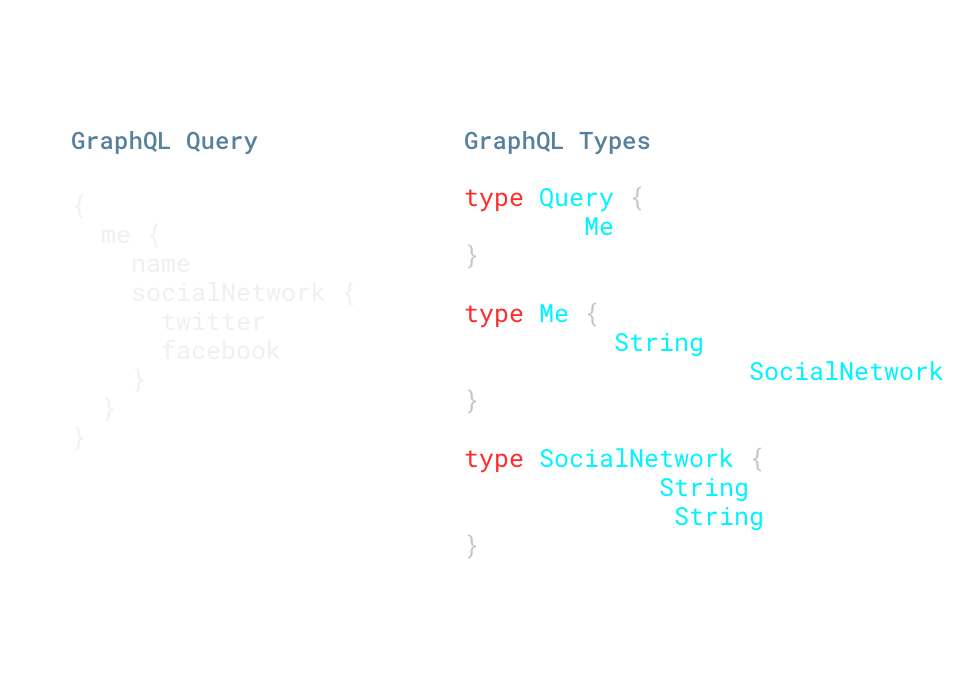 GraphQL Query
{
  me {
    name
    socialNetwork {
      twitter
      facebook
    }
  }
}
GraphQL Types
type Query {
        Me
}
type Me {
          String
                   SocialNetwork
}
type SocialNetwork {
             String
              String
}